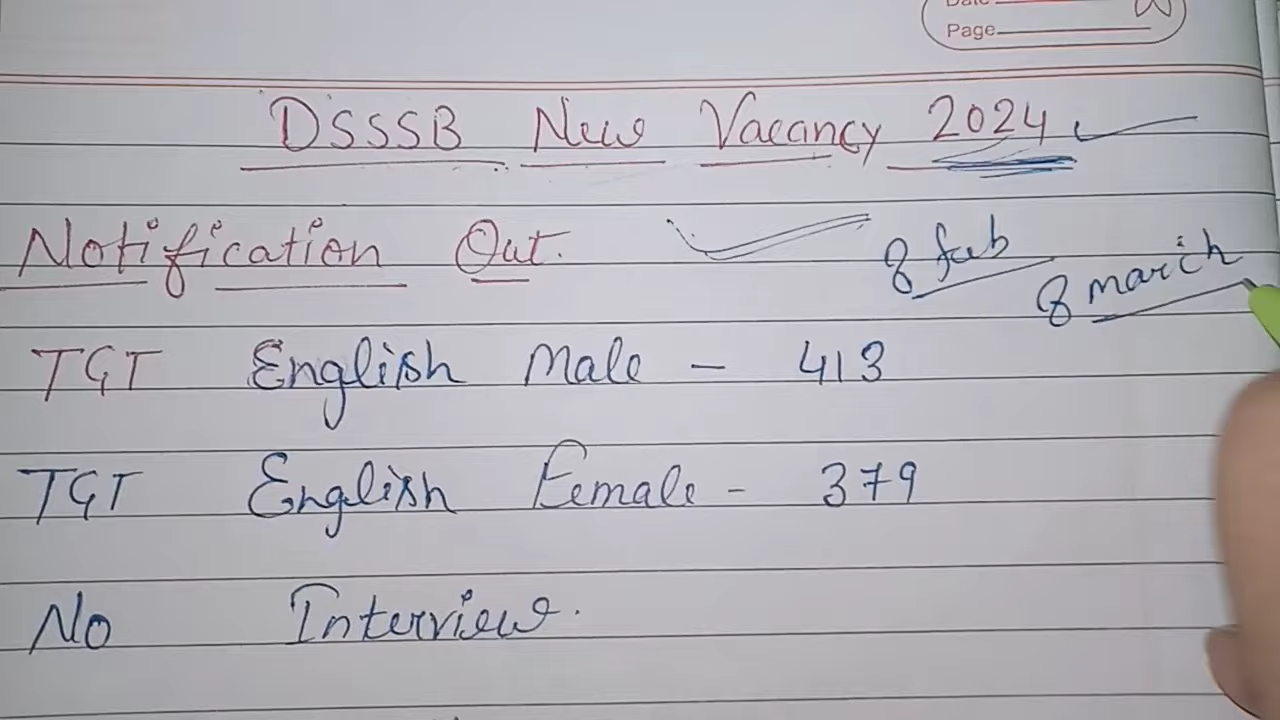 Date
Page
DSSSB New Vacancy 2024
Notification Out.
8 feb
8 march
TGT English Male - 413
TGT English Female - 379
No Interview.